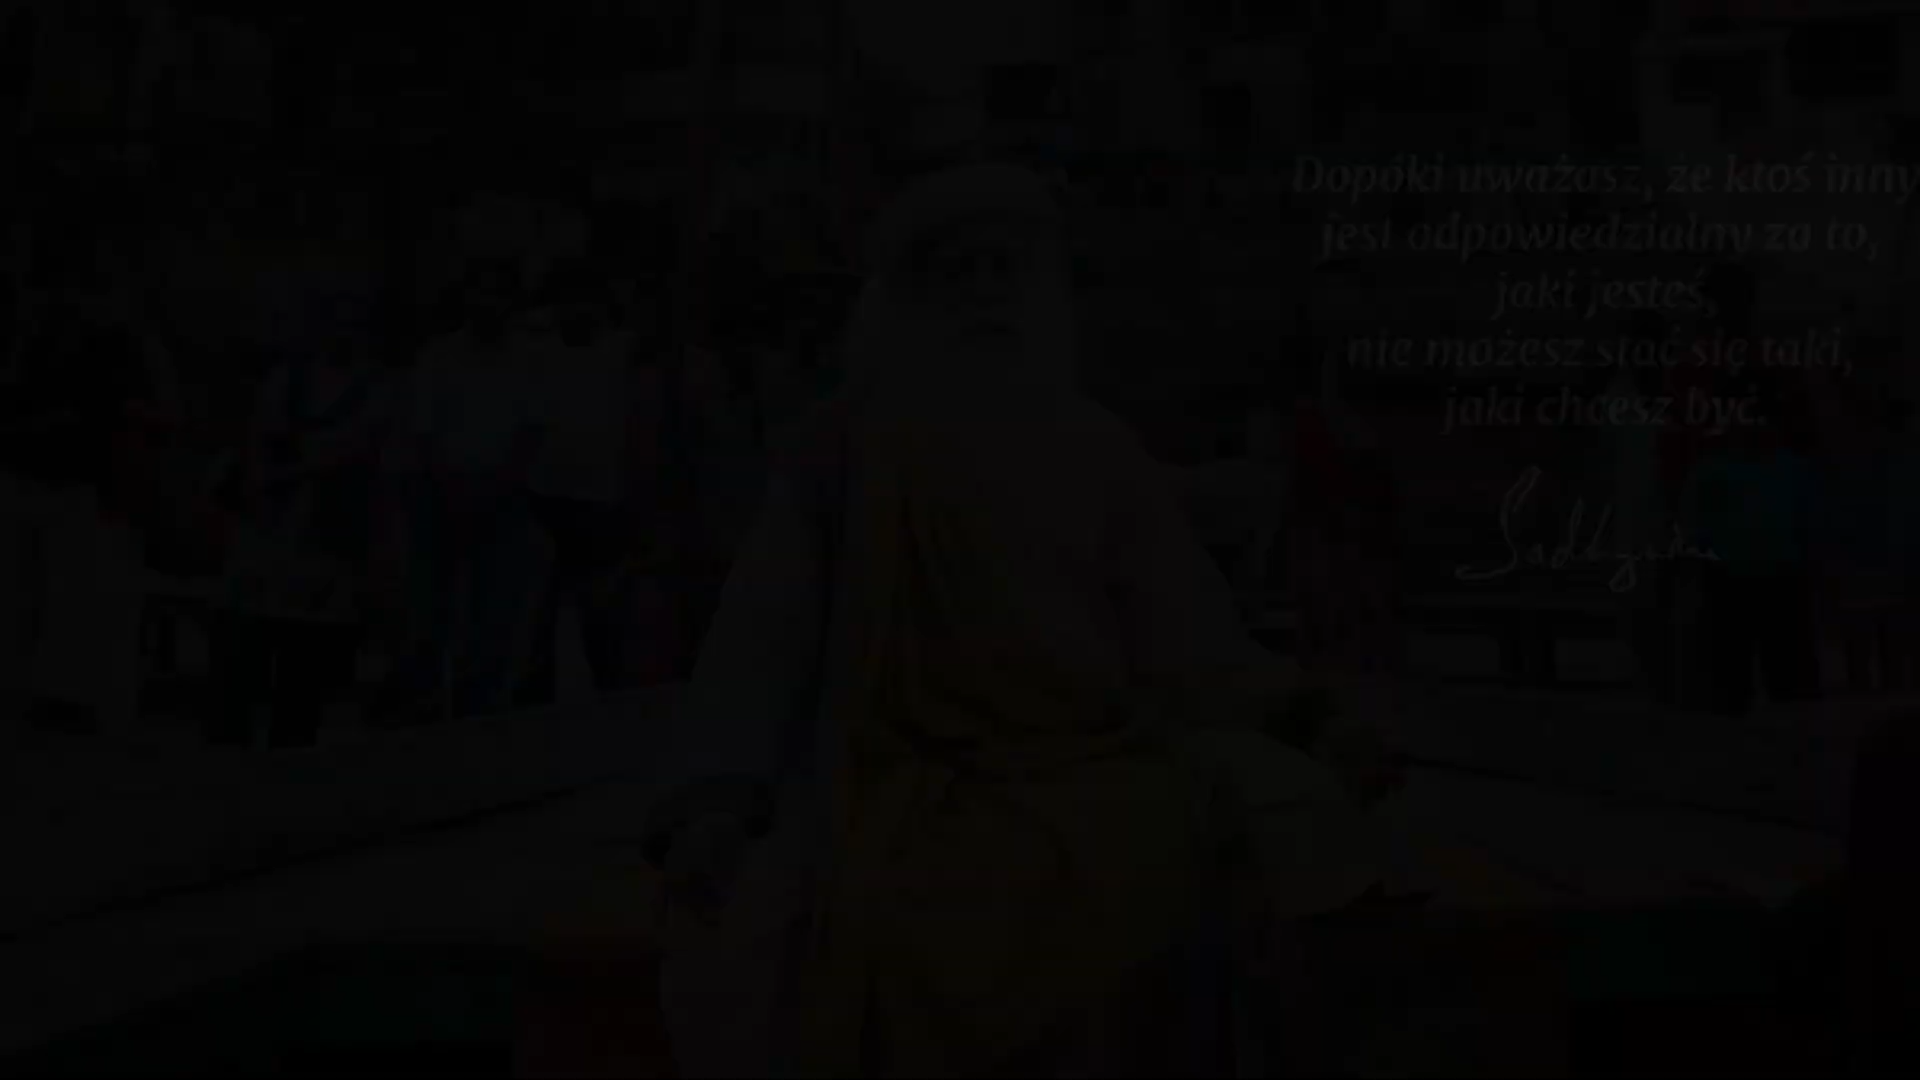 Dopóki uważasz, że ktoś inny
jest odpowiedzialny za to,
jaki jesteś,
nie możesz stać się taki,
jaki chcesz być.
Sadhguru